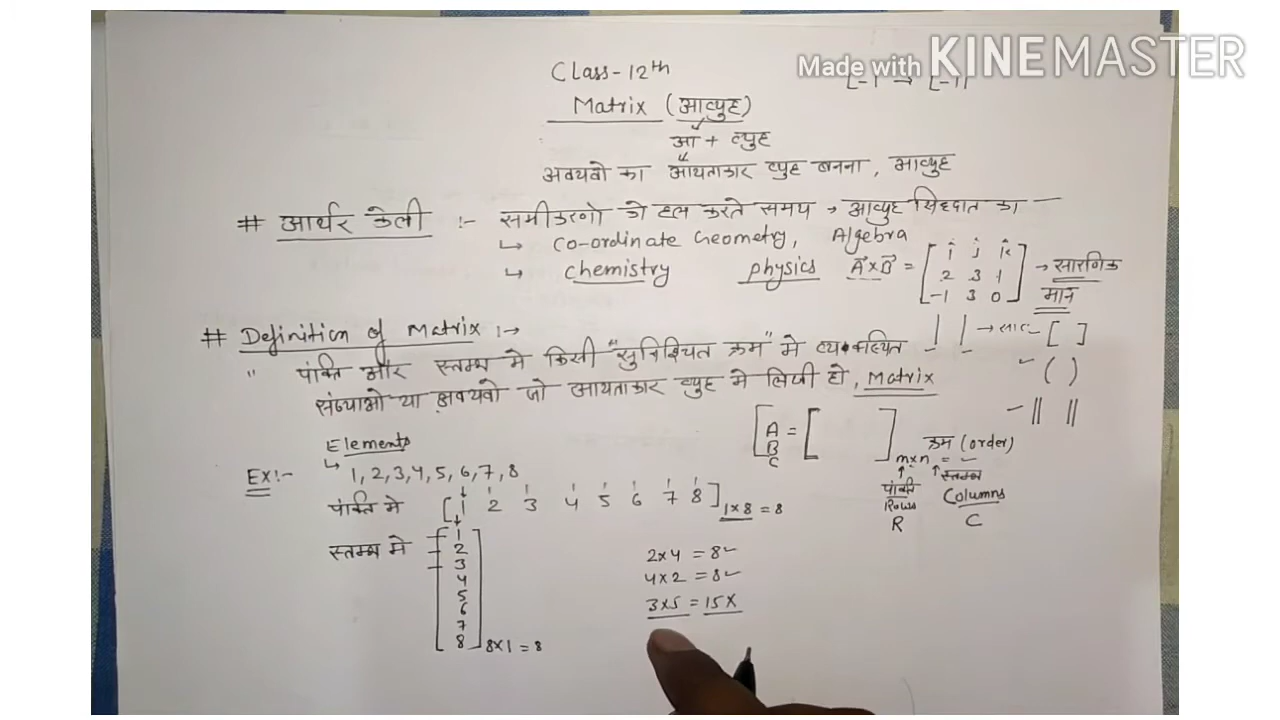 Made with KINEMASTER
Class-12th
[-] → [-1]
Matrix (आव्युह)
आ + व्युह
अवयवो का आयताकार व्युह बनना, आव्युह
# आर्थर केली :- समीकरणो को हल करते समय → आव्युह सिद्दात का —
↳ Co-ordinate Geometry, Algebra
↳ chemistry physics A×B = [ i j k
2 3 1
-1 3 0 ] → सारणिक
मान
# Definition of Matrix :→
| | → सार- [ ]
" पंक्ति और स्तम्भ मे किसी "सुनिश्चित क्रम" मे व्यवस्थित
( )
संख्याओ या अवयवो जो आयताकार व्युह मे लिखी हो, Matrix
|| ||
[ A B C = [ ] m×n = क्रम (order)
पंक्ति Rows R
स्तम्भ Columns C
Elements
Ex:- ↳ 1, 2, 3, 4, 5, 6, 7, 8
पंक्ति मे [ 1 2 3 4 5 6 7 8 ] 1×8 = 8
स्तम्भ मे [ 1
2
3
4
5
6
7
8 ] 8×1 = 8
2×4 = 8✓
4×2 = 8✓
3×5 = 15 X